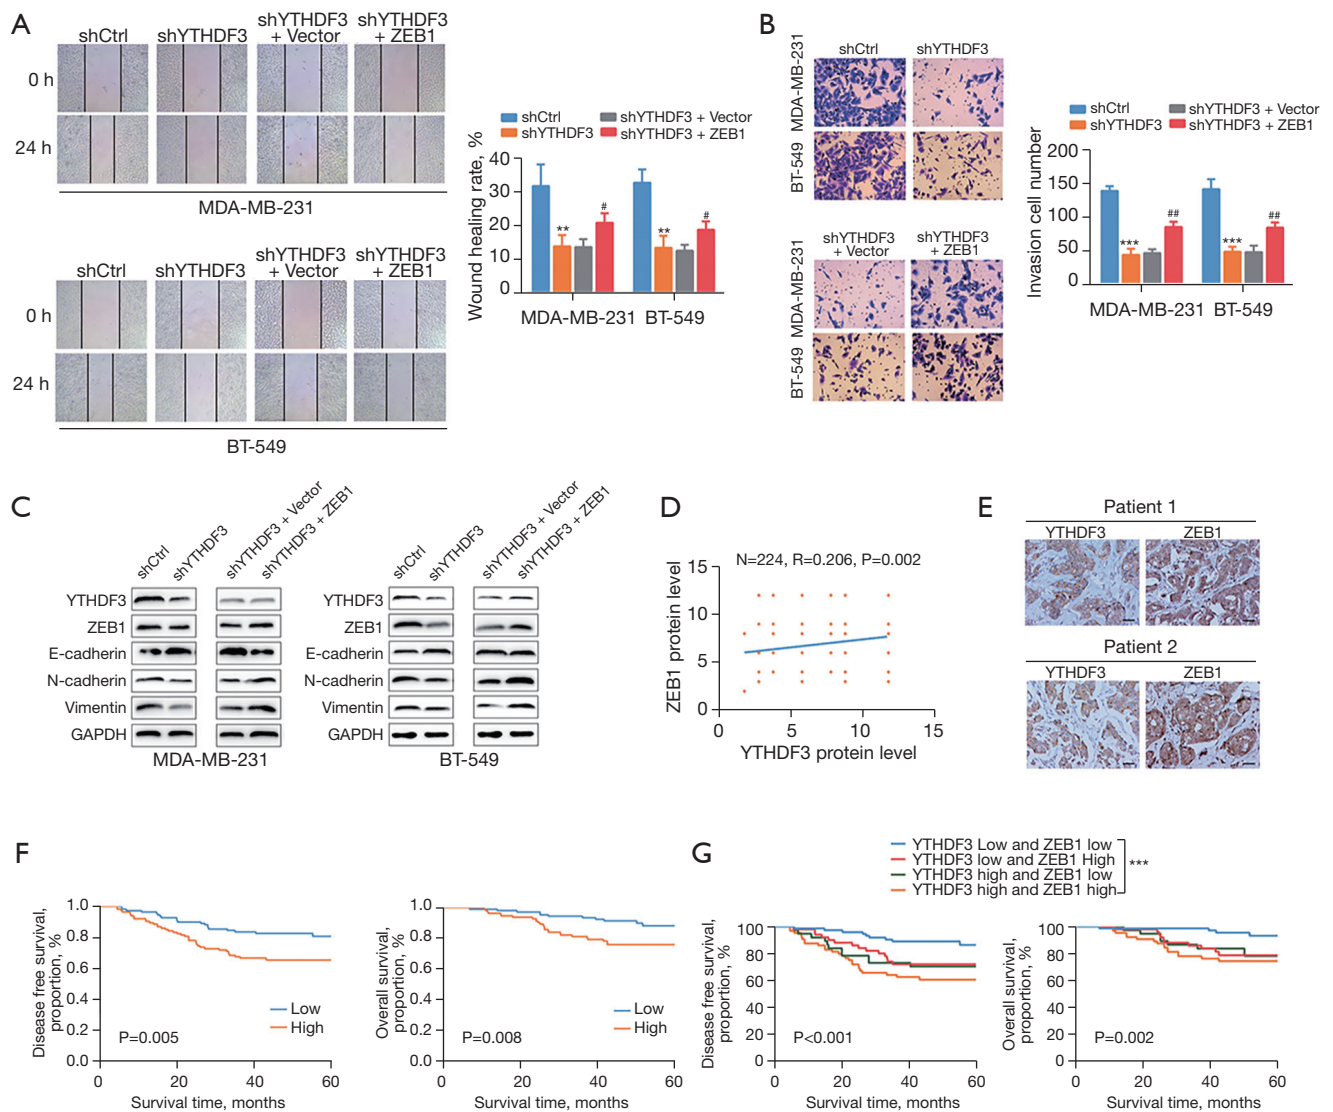 A
shCtrl
shYTHDF3
shYTHDF3
+ Vector
shYTHDF3
+ ZEB1
0 h
24 h
MDA-MB-231
shCtrl
shYTHDF3
shYTHDF3
+ Vector
shYTHDF3
+ ZEB1
0 h
24 h
BT-549
shCtrl
shYTHDF3
shYTHDF3 + Vector
shYTHDF3 + ZEB1
Wound healing rate, %
40
30
20
10
0
**
#
**
#
MDA-MB-231
BT-549
B
shCtrl
shYTHDF3
MDA-MB-231
BT-549
shYTHDF3
+ Vector
shYTHDF3
+ ZEB1
MDA-MB-231
BT-549
shCtrl
shYTHDF3
shYTHDF3 + Vector
shYTHDF3 + ZEB1
Invasion cell number
200
150
100
50
0
***
##
***
##
MDA-MB-231
BT-549
C
shCtrl
shYTHDF3
shYTHDF3 + Vector
shYTHDF3 + ZEB1
YTHDF3
ZEB1
E-cadherin
N-cadherin
Vimentin
GAPDH
MDA-MB-231
shCtrl
shYTHDF3
shYTHDF3 + Vector
shYTHDF3 + ZEB1
YTHDF3
ZEB1
E-cadherin
N-cadherin
Vimentin
GAPDH
BT-549
D
N=224, R=0.206, P=0.002
ZEB1 protein level
15
10
5
0
0
5
10
15
YTHDF3 protein level
E
Patient 1
YTHDF3
ZEB1
Patient 2
YTHDF3
ZEB1
F
Disease free survival,
proportion, %
1.0
0.8
0.6
0.4
0.2
0.0
Low
High
P=0.005
0
20
40
60
Survival time, months
Overall survival,
proportion, %
1.0
0.8
0.6
0.4
0.2
0.0
Low
High
P=0.008
0
20
40
60
Survival time, months
G
YTHDF3 Low and ZEB1 low
YTHDF3 low and ZEB1 High
YTHDF3 high and ZEB1 low
YTHDF3 high and ZEB1 high
***
Disease free survival,
proportion, %
100
80
60
40
20
0
P<0.001
0
20
40
60
Survival time, months
Overall survival,
proportion, %
100
80
60
40
20
0
P=0.002
0
20
40
60
Survival time, months